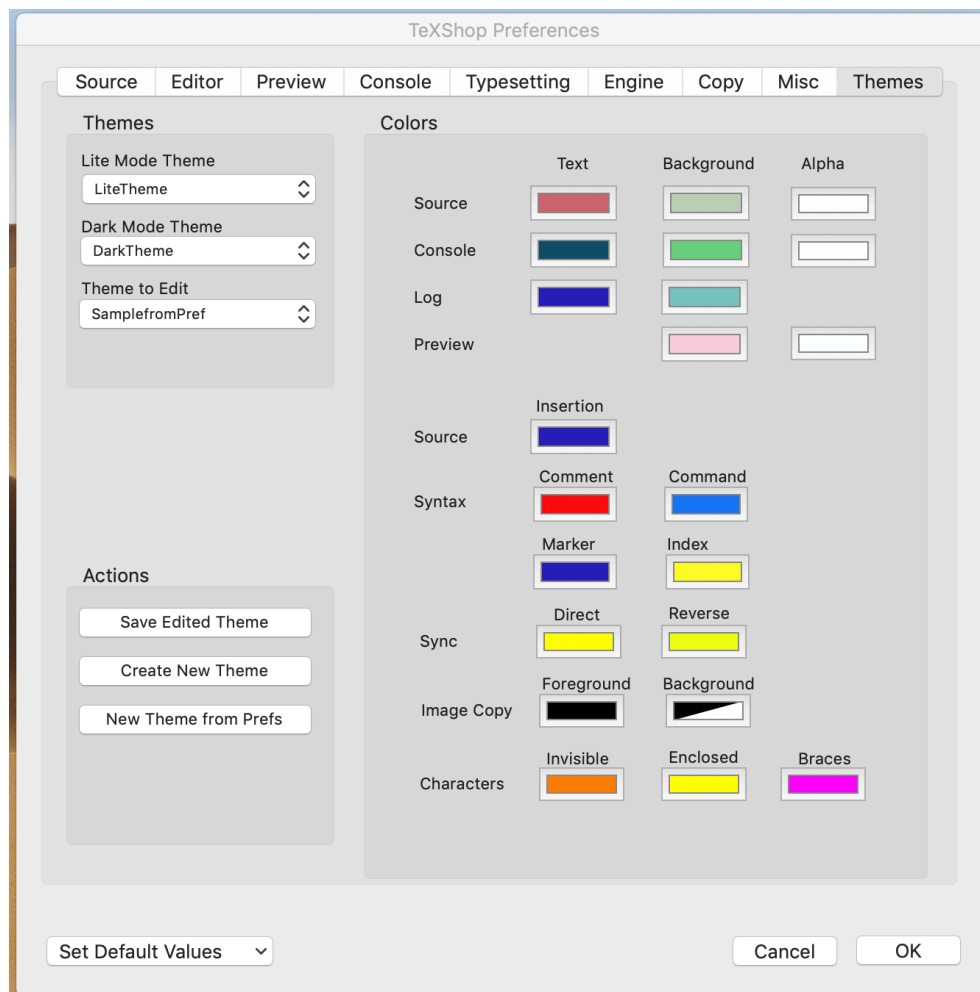 TeXShop Preferences
Source Editor Preview Console Typesetting Engine Copy Misc Themes
Themes
Lite Mode Theme
LiteTheme
Dark Mode Theme
DarkTheme
Theme to Edit
SamplefromPref
Actions
Save Edited Theme
Create New Theme
New Theme from Prefs
Colors
Text Background Alpha
Source
Console
Log
Preview
Insertion
Source
Comment Command
Syntax
Marker Index
Direct Reverse
Sync
Foreground Background
Image Copy
Invisible Enclosed Braces
Characters
Set Default Values Cancel OK